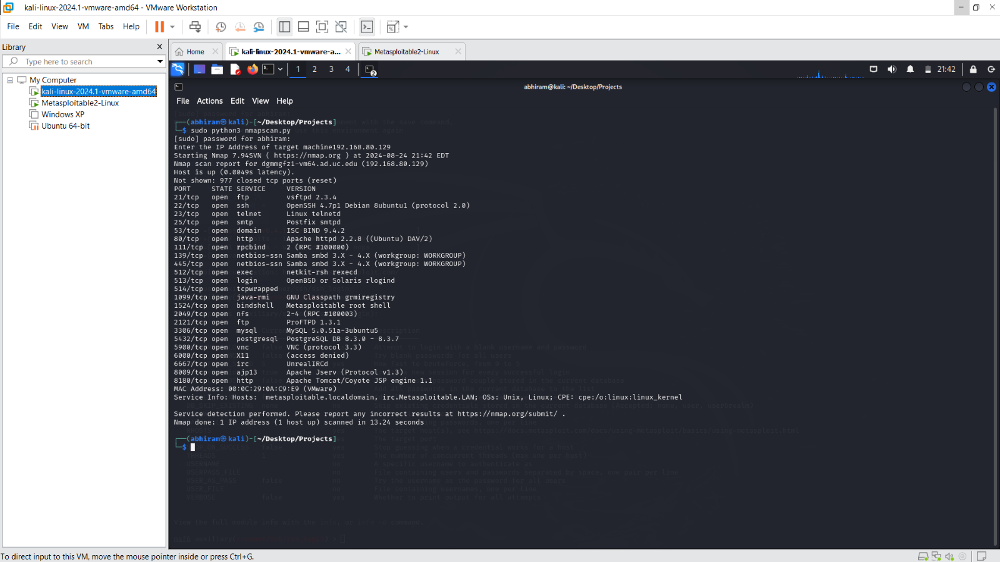 kali-linux-2024.1-vmware-amd64 - VMware Workstation
File Edit View VM Tabs Help
Library
Type here to search
My Computer
kali-linux-2024.1-vmware-amd64
Metasploitable2-Linux
Windows XP
Ubuntu 64-bit
Home kali-linux-2024.1-vmware-a... Metasploitable2-Linux
1 2 3 4 2 21:42
abhiram@kali: ~/Desktop/Projects
File Actions Edit View Help
┌──(abhiram㉿kali)-[~/Desktop/Projects]
└─$ sudo python3 nmapscan.py
[sudo] password for abhiram:
Enter the IP Address of target machine192.168.80.129
Starting Nmap 7.94SVN ( https://nmap.org ) at 2024-08-24 21:42 EDT
Nmap scan report for dgmmgfz1-vm64.ad.uc.edu (192.168.80.129)
Host is up (0.0049s latency).
Not shown: 977 closed tcp ports (reset)
PORT STATE SERVICE VERSION
21/tcp open ftp vsftpd 2.3.4
22/tcp open ssh OpenSSH 4.7p1 Debian 8ubuntu1 (protocol 2.0)
23/tcp open telnet Linux telnetd
25/tcp open smtp Postfix smtpd
53/tcp open domain ISC BIND 9.4.2
80/tcp open http Apache httpd 2.2.8 ((Ubuntu) DAV/2)
111/tcp open rpcbind 2 (RPC #100000)
139/tcp open netbios-ssn Samba smbd 3.X - 4.X (workgroup: WORKGROUP)
445/tcp open netbios-ssn Samba smbd 3.X - 4.X (workgroup: WORKGROUP)
512/tcp open exec netkit-rsh rexecd
513/tcp open login OpenBSD or Solaris rlogind
514/tcp open tcpwrapped
1099/tcp open java-rmi GNU Classpath grmiregistry
1524/tcp open bindshell Metasploitable root shell
2049/tcp open nfs 2-4 (RPC #100003)
2121/tcp open ftp ProFTPD 1.3.1
3306/tcp open mysql MySQL 5.0.51a-3ubuntu5
5432/tcp open postgresql PostgreSQL DB 8.3.0 - 8.3.7
5900/tcp open vnc VNC (protocol 3.3)
6000/tcp open X11 (access denied)
6667/tcp open irc UnrealIRCd
8009/tcp open ajp13 Apache Jserv (Protocol v1.3)
8180/tcp open http Apache Tomcat/Coyote JSP engine 1.1
MAC Address: 00:0C:29:0A:C9:E9 (VMware)
Service Info: Hosts: metasploitable.localdomain, irc.Metasploitable.LAN; OSs: Unix, Linux; CPE: cpe:/o:linux:linux_kernel
Service detection performed. Please report any incorrect results at https://nmap.org/submit/ .
Nmap done: 1 IP address (1 host up) scanned in 13.24 seconds
┌──(abhiram㉿kali)-[~/Desktop/Projects]
└─$
To direct input to this VM, move the mouse pointer inside or press Ctrl+G.